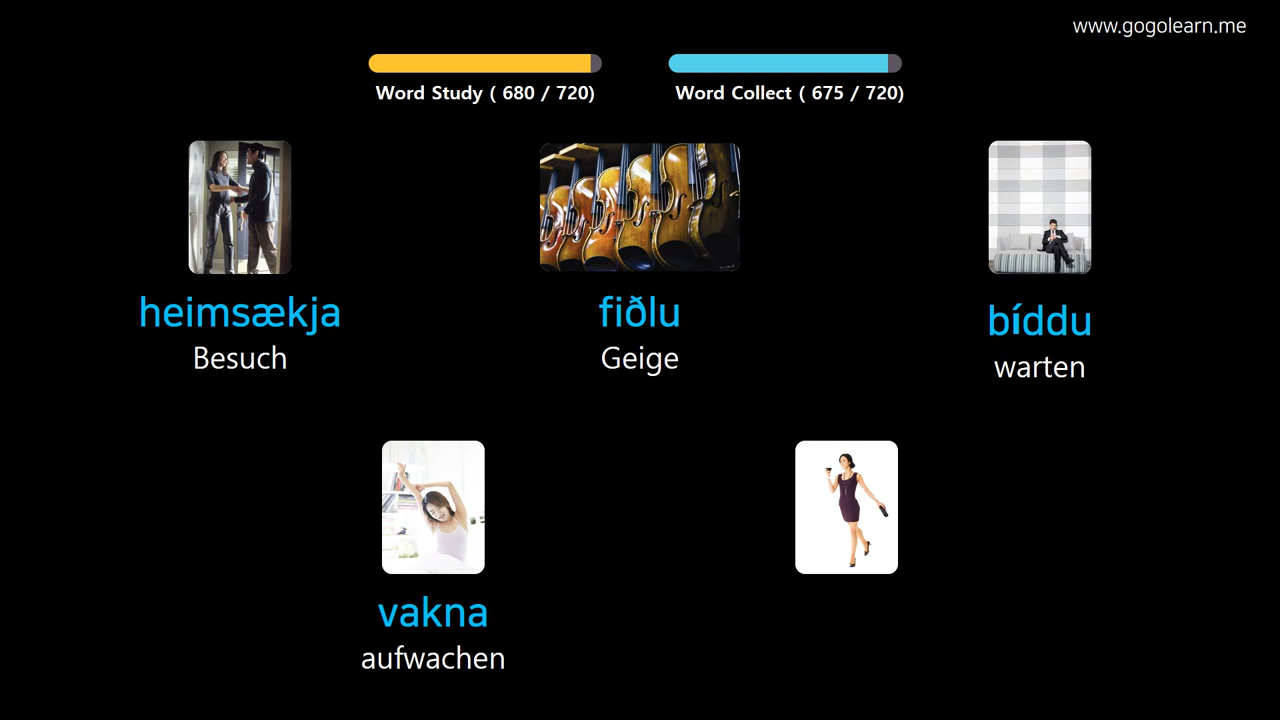 www.gogolearn.me
Word Study ( 680 / 720)
Word Collect ( 675 / 720)
heimsækja
Besuch
fiðlu
Geige
bíddu
warten
vakna
aufwachen